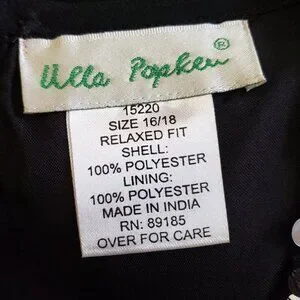 Ulla Popken®
15220
SIZE 16/18
RELAXED FIT
SHELL:
100% POLYESTER
LINING:
100% POLYESTER
MADE IN INDIA
RN: 89185
OVER FOR CARE